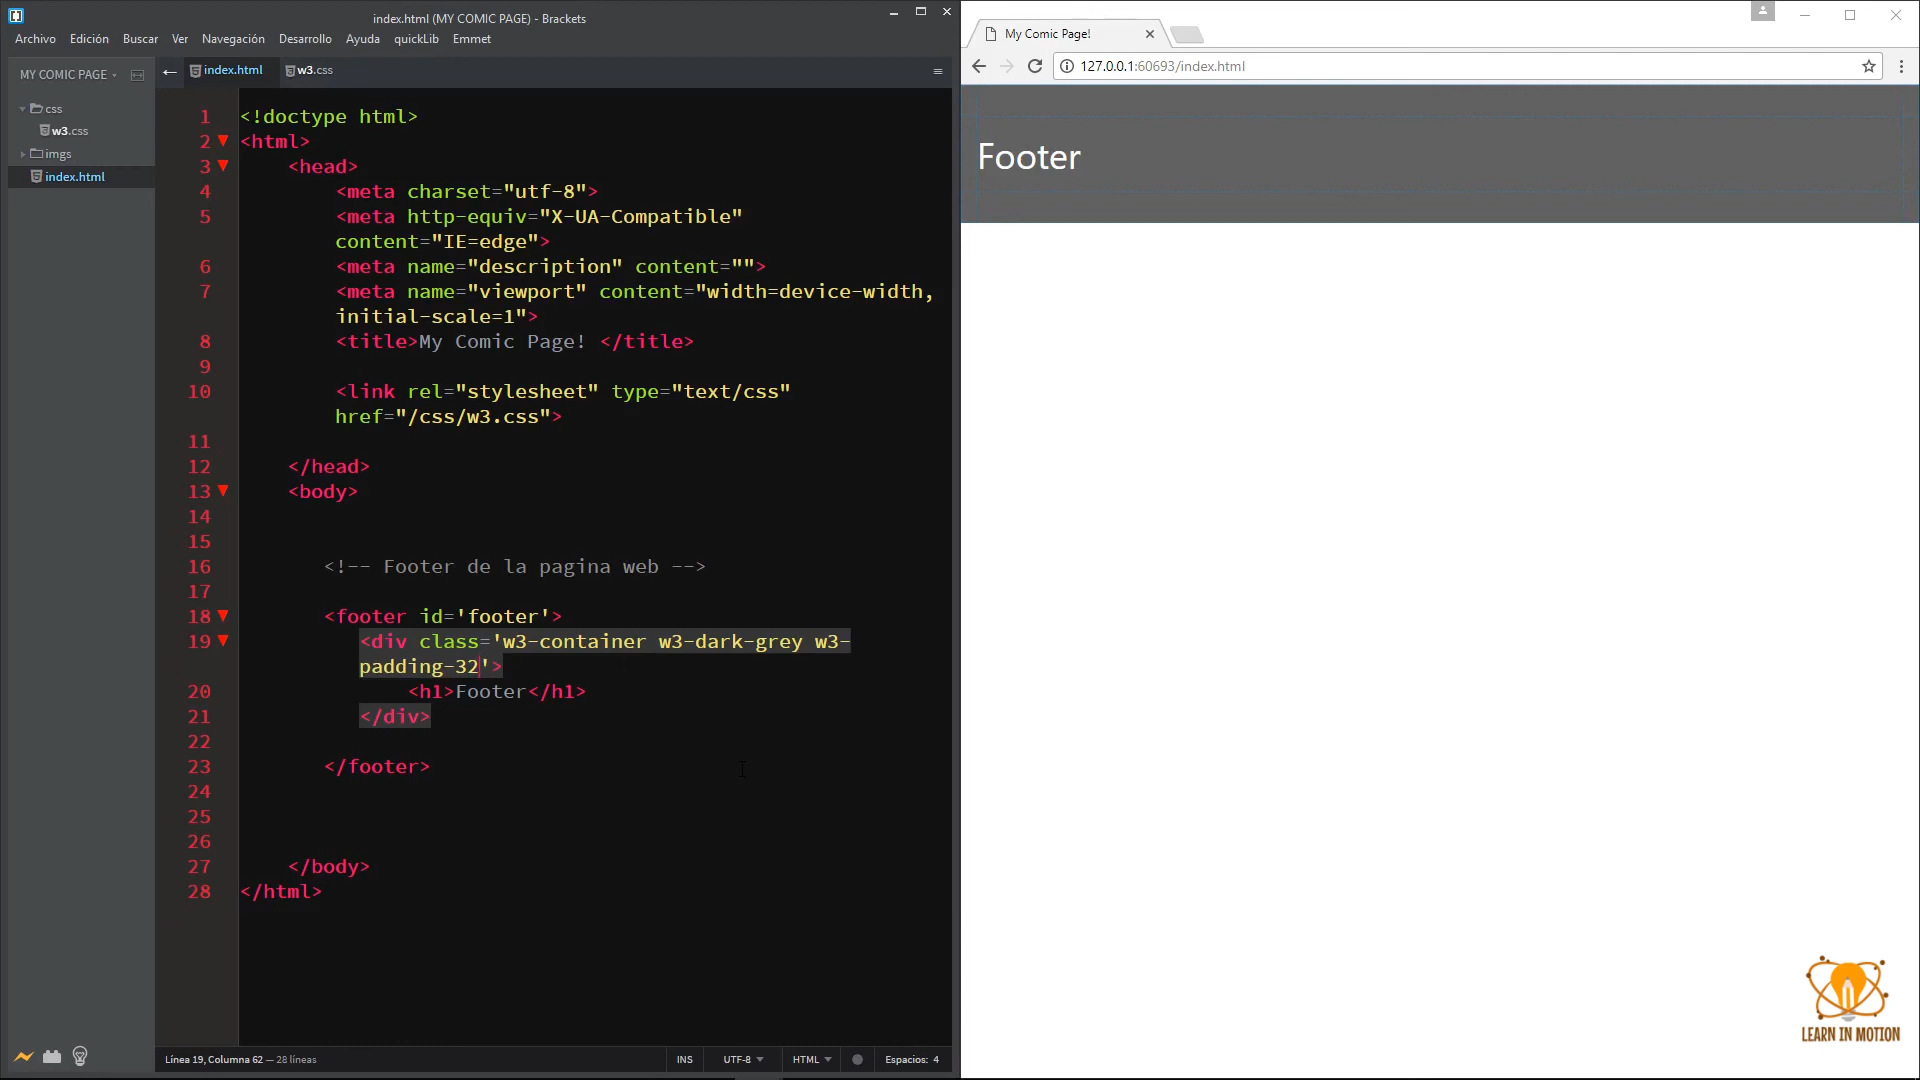 index.html (MY COMIC PAGE) - Brackets
Archivo Edición Buscar Ver Navegación Desarrollo Ayuda quickLib Emmet
MY COMIC PAGE
css
w3.css
imgs
index.html
index.html w3.css
1 <!doctype html>
2 <html>
3 <head>
4 <meta charset="utf-8">
5 <meta http-equiv="X-UA-Compatible"
content="IE=edge">
6 <meta name="description" content="">
7 <meta name="viewport" content="width=device-width,
initial-scale=1">
8 <title>My Comic Page! </title>
9
10 <link rel="stylesheet" type="text/css"
href="/css/w3.css">
11
12 </head>
13 <body>
14
15
16 <!-- Footer de la pagina web -->
17
18 <footer id='footer'>
19 <div class='w3-container w3-dark-grey w3-
padding-32'>
20 <h1>Footer</h1>
21 </div>
22
23 </footer>
24
25
26
27 </body>
28 </html>
Línea 19, Columna 62 — 28 líneas INS UTF-8 HTML Espacios: 4
My Comic Page!
127.0.0.1:60693/index.html
Footer
LEARN IN MOTION